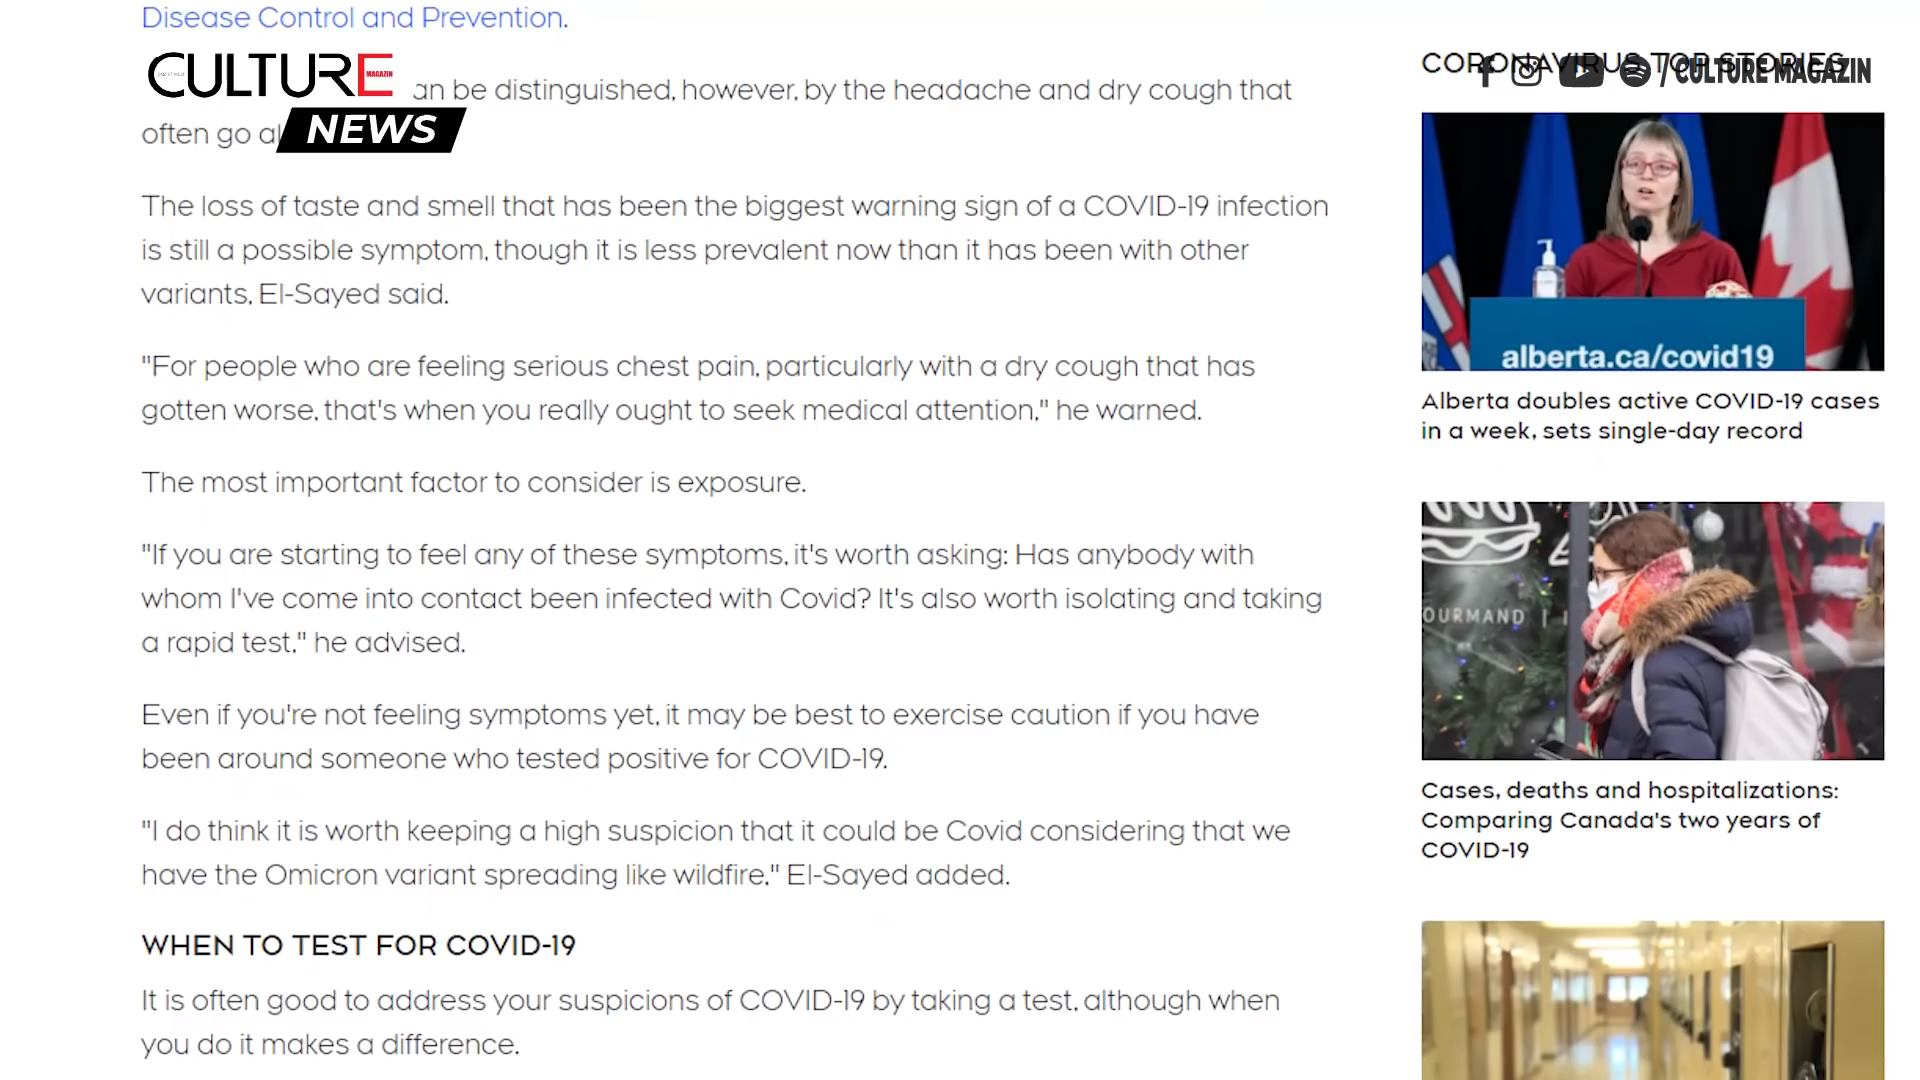 Disease Control and Prevention.
CULTURE
MAGAZIN
NEWS
an be distinguished, however, by the headache and dry cough that
often go al
The loss of taste and smell that has been the biggest warning sign of a COVID-19 infection
is still a possible symptom, though it is less prevalent now than it has been with other
variants, El-Sayed said.
"For people who are feeling serious chest pain, particularly with a dry cough that has
gotten worse, that's when you really ought to seek medical attention," he warned.
The most important factor to consider is exposure.
"If you are starting to feel any of these symptoms, it's worth asking: Has anybody with
whom I've come into contact been infected with Covid? It's also worth isolating and taking
a rapid test," he advised.
Even if you're not feeling symptoms yet, it may be best to exercise caution if you have
been around someone who tested positive for COVID-19.
"I do think it is worth keeping a high suspicion that it could be Covid considering that we
have the Omicron variant spreading like wildfire," El-Sayed added.
WHEN TO TEST FOR COVID-19
It is often good to address your suspicions of COVID-19 by taking a test, although when
you do it makes a difference.
CORONAVIRUS TOP STORIES
/ CULTURE MAGAZIN
alberta.ca/covid19
Alberta doubles active COVID-19 cases
in a week, sets single-day record
OURMAND |
Cases, deaths and hospitalizations:
Comparing Canada's two years of
COVID-19